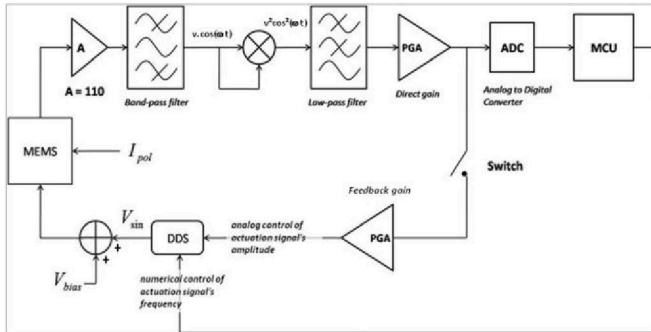 v.cos(ωt)
v²cos²(ωt)
A
PGA
ADC
MCU
A = 110
Band-pass filter
Low-pass filter
Direct gain
Analog to Digital
Converter
MEMS
I pol
Switch
Feedback gain
V sin
DDS
analog control of
actuation signal's
amplitude
PGA
+
+
V bias
numerical control of
actuation signal's
frequency